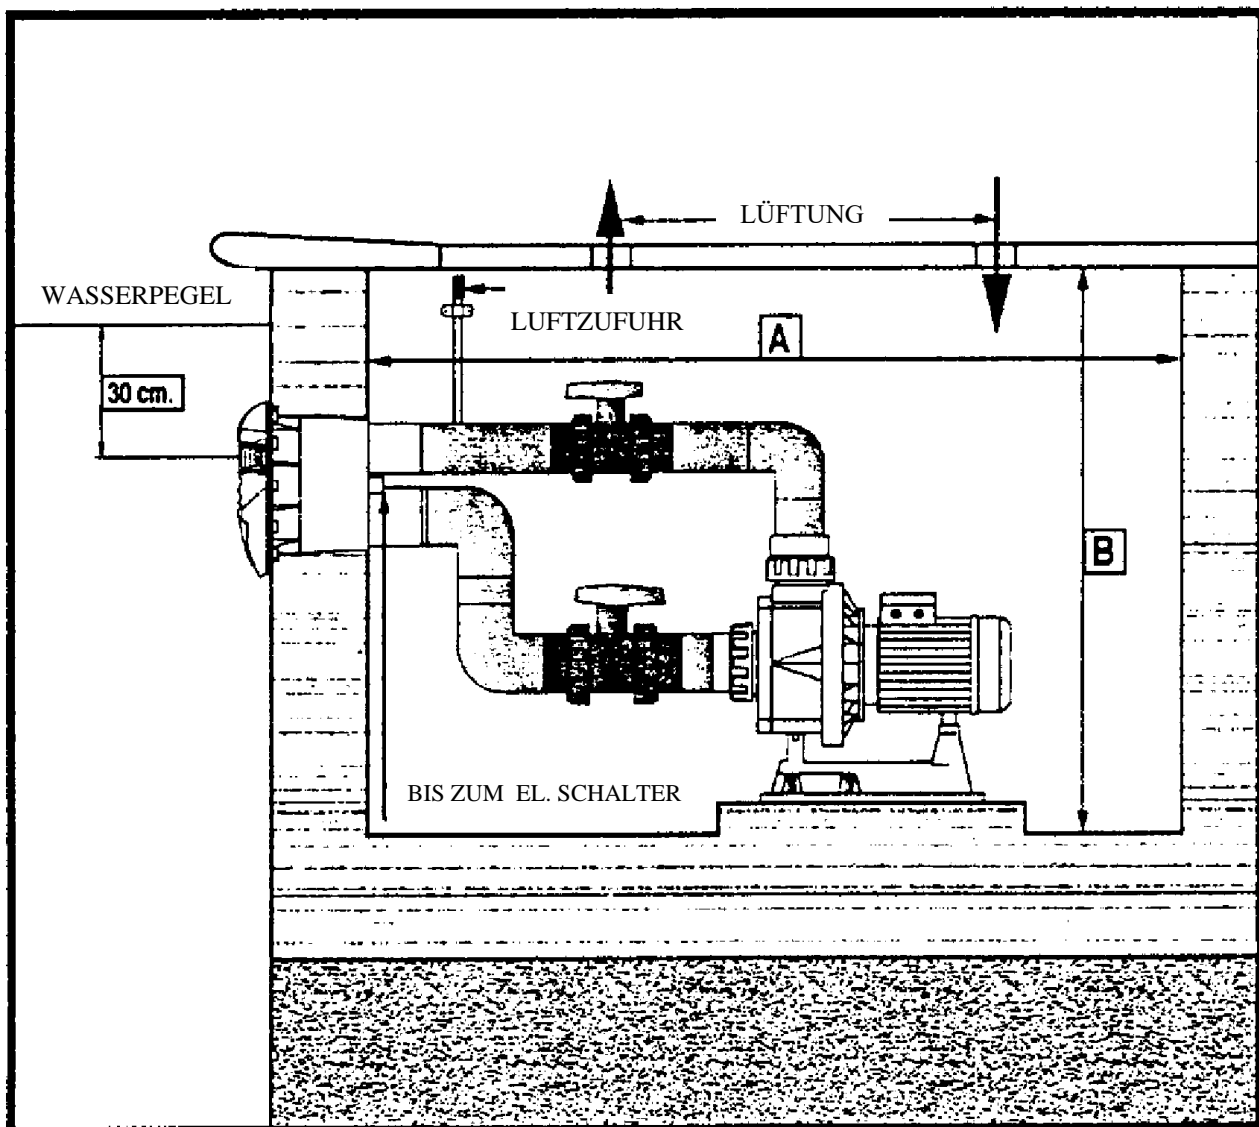 LÜFTUNG
WASSERPEGEL
LUFTZUFUHR
A
30 cm.
B
BIS ZUM EL. SCHALTER